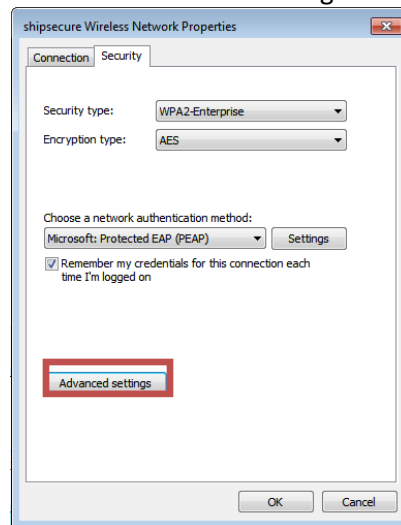 shipsecure Wireless Network Properties
Connection Security
Security type: WPA2-Enterprise
Encryption type: AES
Choose a network authentication method:
Microsoft: Protected EAP (PEAP) Settings
Remember my credentials for this connection each
time I'm logged on
Advanced settings
OK Cancel